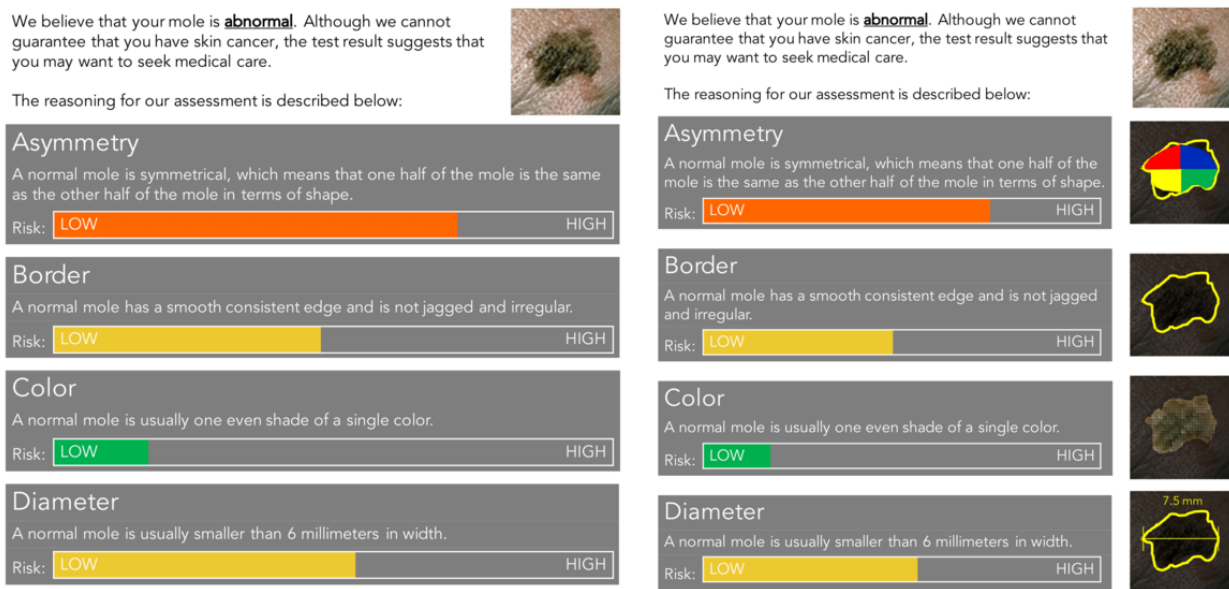 We believe that your mole is abnormal. Although we cannot
guarantee that you have skin cancer, the test result suggests that
you may want to seek medical care.
The reasoning for our assessment is described below:
Asymmetry
A normal mole is symmetrical, which means that one half of the mole is the same
as the other half of the mole in terms of shape.
Risk: LOW HIGH
Border
A normal mole has a smooth consistent edge and is not jagged and irregular.
Risk: LOW HIGH
Color
A normal mole is usually one even shade of a single color.
Risk: LOW HIGH
Diameter
A normal mole is usually smaller than 6 millimeters in width.
Risk: LOW HIGH
We believe that your mole is abnormal. Although we cannot
guarantee that you have skin cancer, the test result suggests that
you may want to seek medical care.
The reasoning for our assessment is described below:
Asymmetry
A normal mole is symmetrical, which means that one half of the
mole is the same as the other half of the mole in terms of shape.
Risk: LOW HIGH
Border
A normal mole has a smooth consistent edge and is not jagged
and irregular.
Risk: LOW HIGH
Color
A normal mole is usually one even shade of a single color.
Risk: LOW HIGH
Diameter
A normal mole is usually smaller than 6 millimeters in width.
Risk: LOW HIGH
7.5 mm